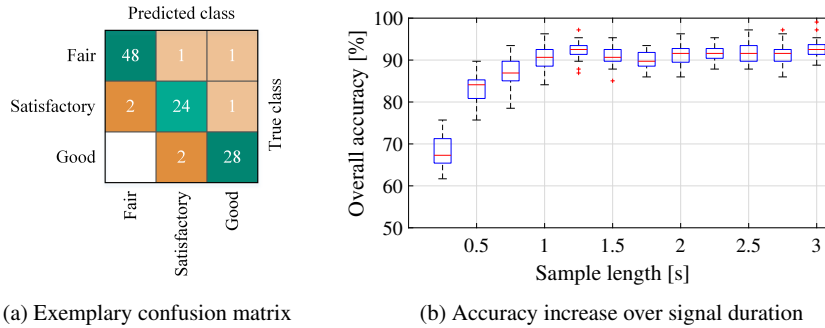 Predicted class
Fair 48 1 1
Satisfactory 2 24 1
Good 2 28
True class
Fair
Satisfactory
Good
(a) Exemplary confusion matrix
Overall accuracy [%]
100
90
80
70
60
50
0.5 1 1.5 2 2.5 3
Sample length [s]
(b) Accuracy increase over signal duration